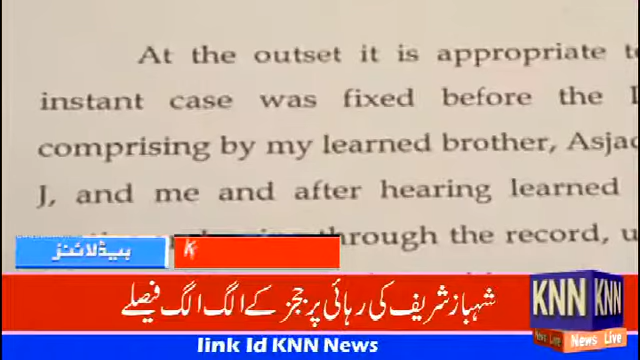 At the outset it is appropriate
instant case was fixed before the
comprising by my learned brother, Asjad
J, and me and after hearing learned
through the record,
ہیڈلائنز
K
شہباز شریف کی رہائی پر ججز کے الگ الگ فیصلے
KNN KNN
News Live
link Id KNN News